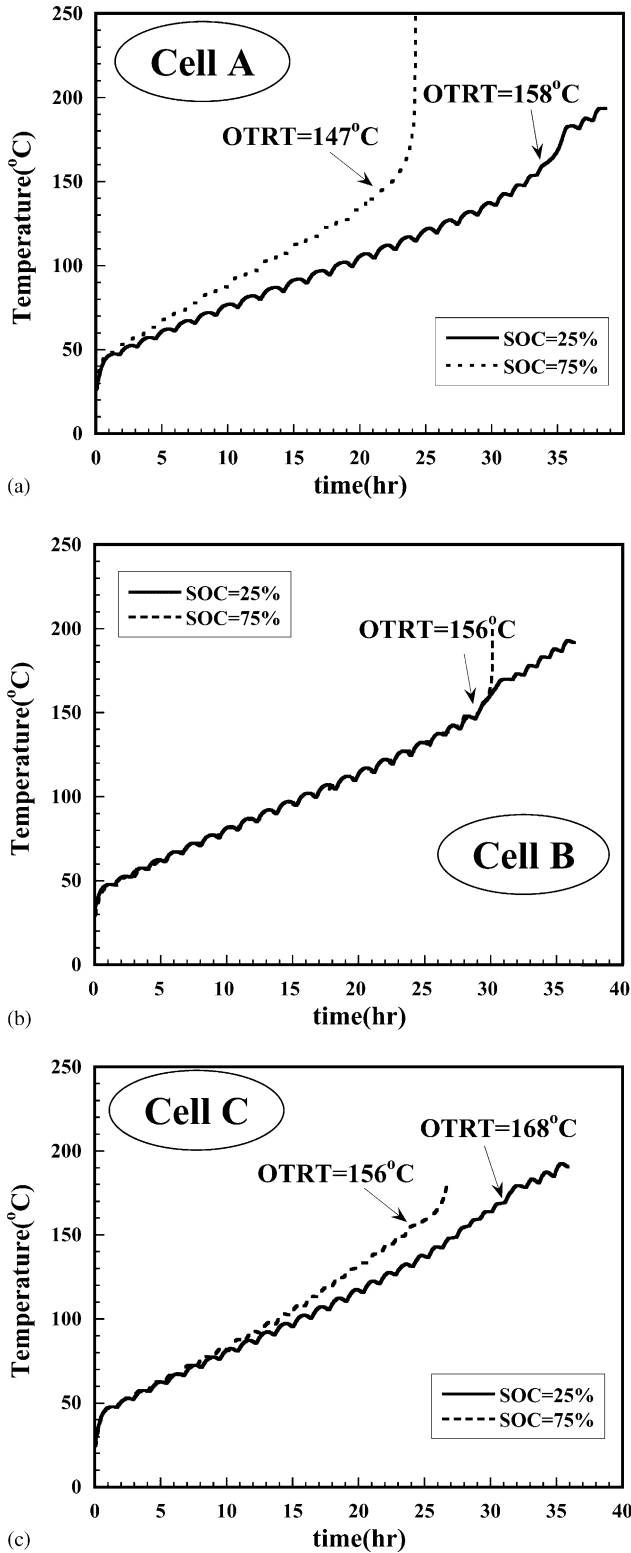 250
Cell A
200
OTRT=158°C
OTRT=147°C
150
100
50
0
Temperature(°C)
SOC=25%
SOC=75%
0 5 10 15 20 25 30 35
time(hr)
(a)
250
SOC=25%
SOC=75%
200
OTRT=156°C
150
100
Cell B
50
0
Temperature(°C)
0 5 10 15 20 25 30 35 40
time(hr)
(b)
250
Cell C
200
OTRT=168°C
OTRT=156°C
150
100
50
0
Temperature(°C)
SOC=25%
SOC=75%
0 5 10 15 20 25 30 35 40
time(hr)
(c)